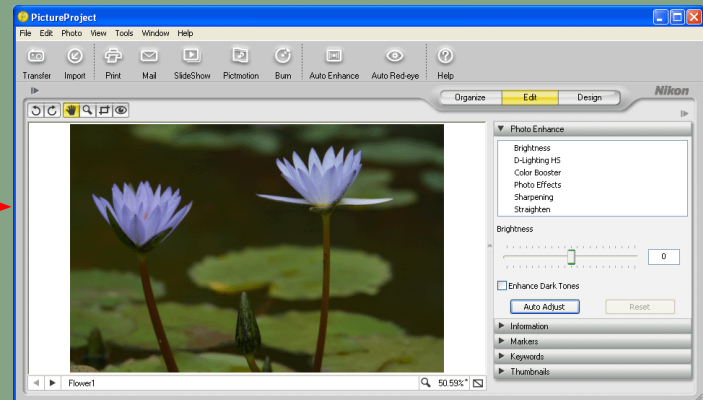 PictureProject
File Edit Photo View Tools Window Help
Transfer Import Print Mail SlideShow Pictmotion Burn Auto Enhance Auto Red-eye Help
Organize Edit Design Nikon
Photo Enhance
Brightness
D-Lighting HS
Color Booster
Photo Effects
Sharpening
Straighten
Brightness
0
Enhance Dark Tones
Auto Adjust Reset
Information
Markers
Keywords
Thumbnails
Flower1 50.59%*